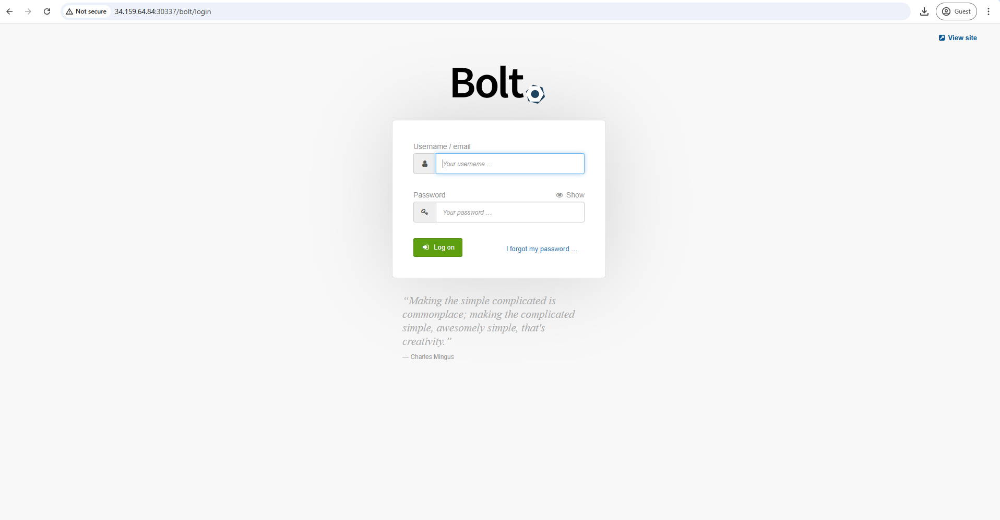 Not secure 34.159.64.84:30337/bolt/login Guest
View site
Bolt
Username / email
Your username …
Password Show
Your password …
Log on I forgot my password …
“Making the simple complicated is
commonplace; making the complicated
simple, awesomely simple, that's
creativity.”
— Charles Mingus